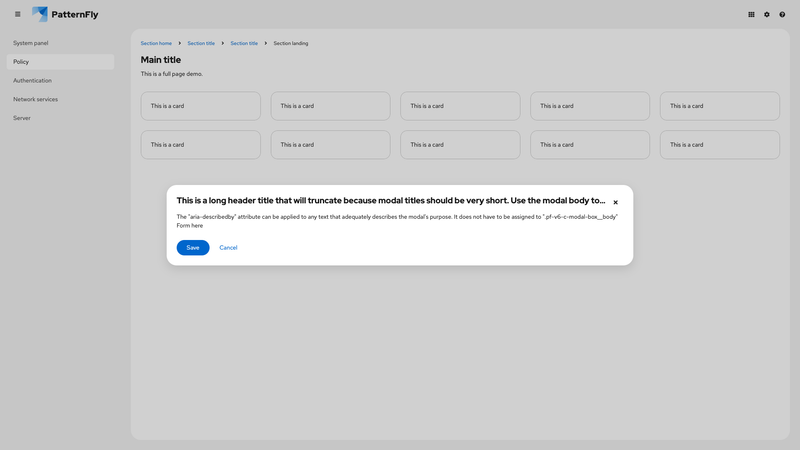 PatternFly
System panel
Policy
Authentication
Network services
Server
Section home
Section title
Section title
Section landing
Main title
This is a full page demo.
This is a card
This is a card
This is a card
This is a card
This is a card
This is a card
This is a card
This is a card
This is a card
This is a card
This is a long header title that will truncate because modal titles should be very short. Use the modal body to...
The "aria-describedby" attribute can be applied to any text that adequately describes the modal's purpose. It does not have to be assigned to ".pf-v6-c-modal-box__body"
Form here
Save
Cancel